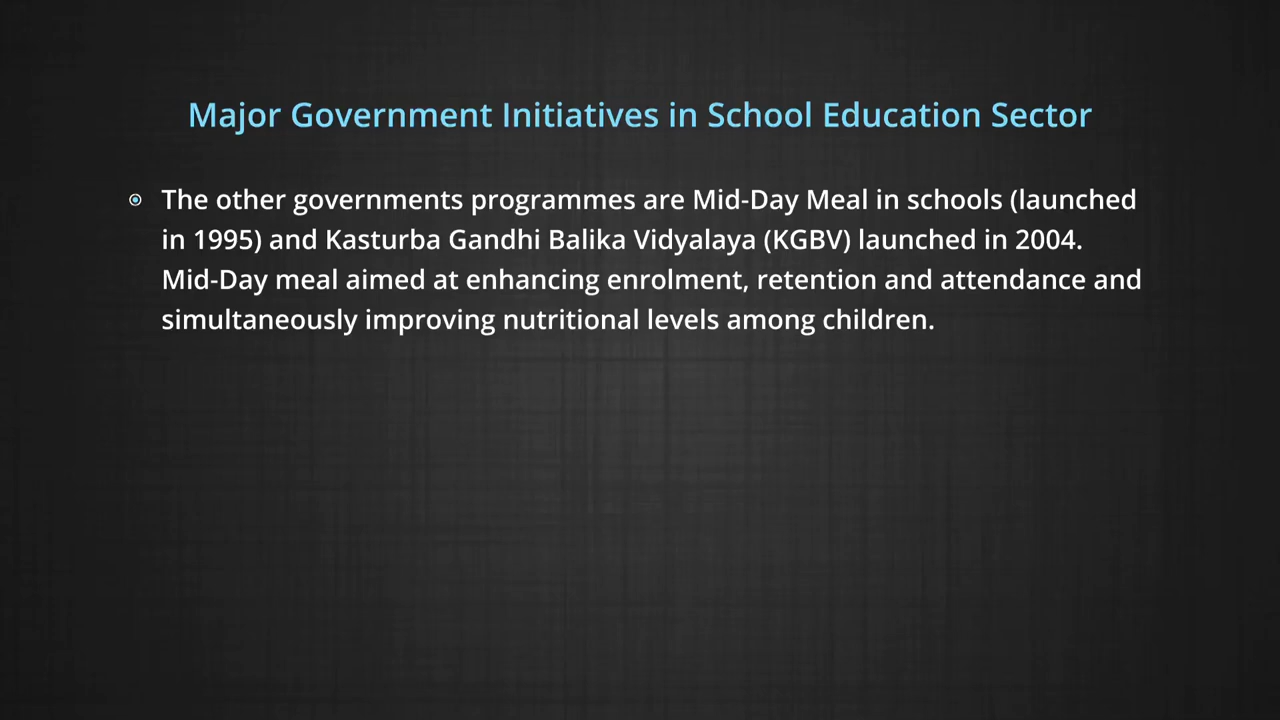 Major Government Initiatives in School Education Sector
The other governments programmes are Mid-Day Meal in schools (launched
in 1995) and Kasturba Gandhi Balika Vidyalaya (KGBV) launched in 2004.
Mid-Day meal aimed at enhancing enrolment, retention and attendance and
simultaneously improving nutritional levels among children.